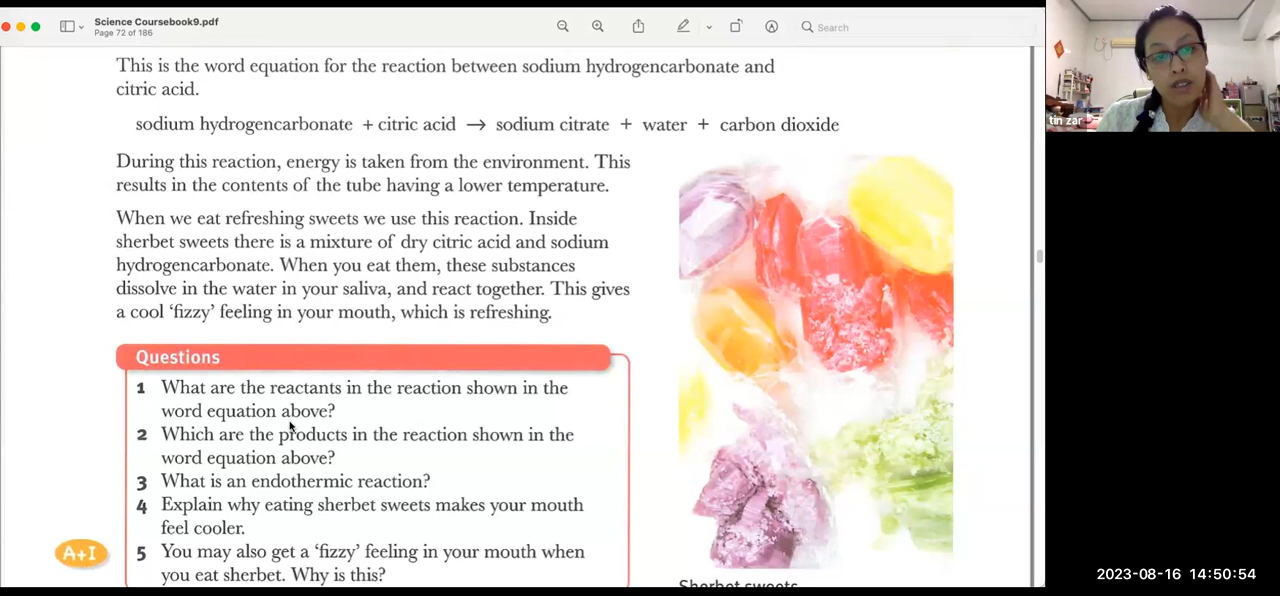 Science Coursebook9.pdf
Page 72 of 186
Search
This is the word equation for the reaction between sodium hydrogencarbonate and
citric acid.
sodium hydrogencarbonate + citric acid → sodium citrate + water + carbon dioxide
During this reaction, energy is taken from the environment. This
results in the contents of the tube having a lower temperature.
When we eat refreshing sweets we use this reaction. Inside
sherbet sweets there is a mixture of dry citric acid and sodium
hydrogencarbonate. When you eat them, these substances
dissolve in the water in your saliva, and react together. This gives
a cool ‘fizzy’ feeling in your mouth, which is refreshing.
Questions
1 What are the reactants in the reaction shown in the
word equation above?
2 Which are the products in the reaction shown in the
word equation above?
3 What is an endothermic reaction?
4 Explain why eating sherbet sweets makes your mouth
feel cooler.
A+I
5 You may also get a ‘fizzy’ feeling in your mouth when
you eat sherbet. Why is this?
Sherbet sweets
tin zar
2023-08-16 14:50:54